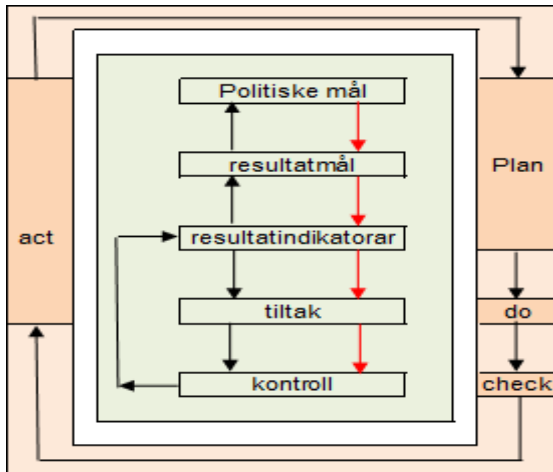 Politiske mål
resultatmål
Plan
act
resultatindikatorar
tiltak
do
kontroll
check